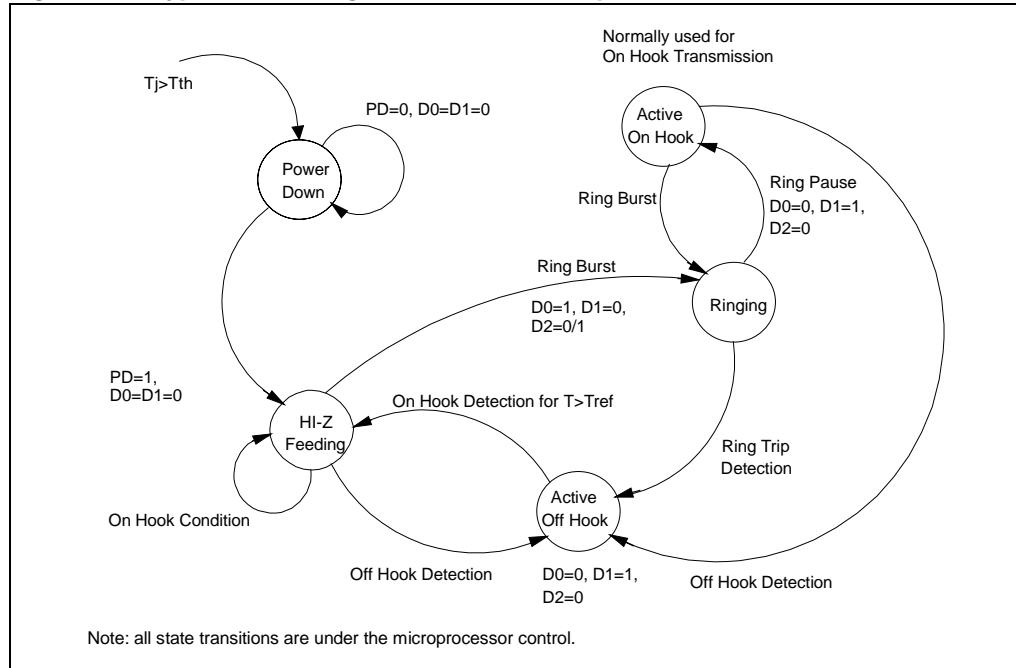 Normally used for
On Hook Transmission
Tj>Tth
PD=0, D0=D1=0
Active
On Hook
Power
Down
Ring Pause
D0=0, D1=1,
D2=0
Ring Burst
Ring Burst
Ringing
D0=1, D1=0,
D2=0/1
PD=1,
D0=D1=0
On Hook Detection for T>Tref
HI-Z
Feeding
Ring Trip
Detection
Active
Off Hook
On Hook Condition
Off Hook Detection
D0=0, D1=1,
D2=0
Off Hook Detection
Note: all state transitions are under the microprocessor control.